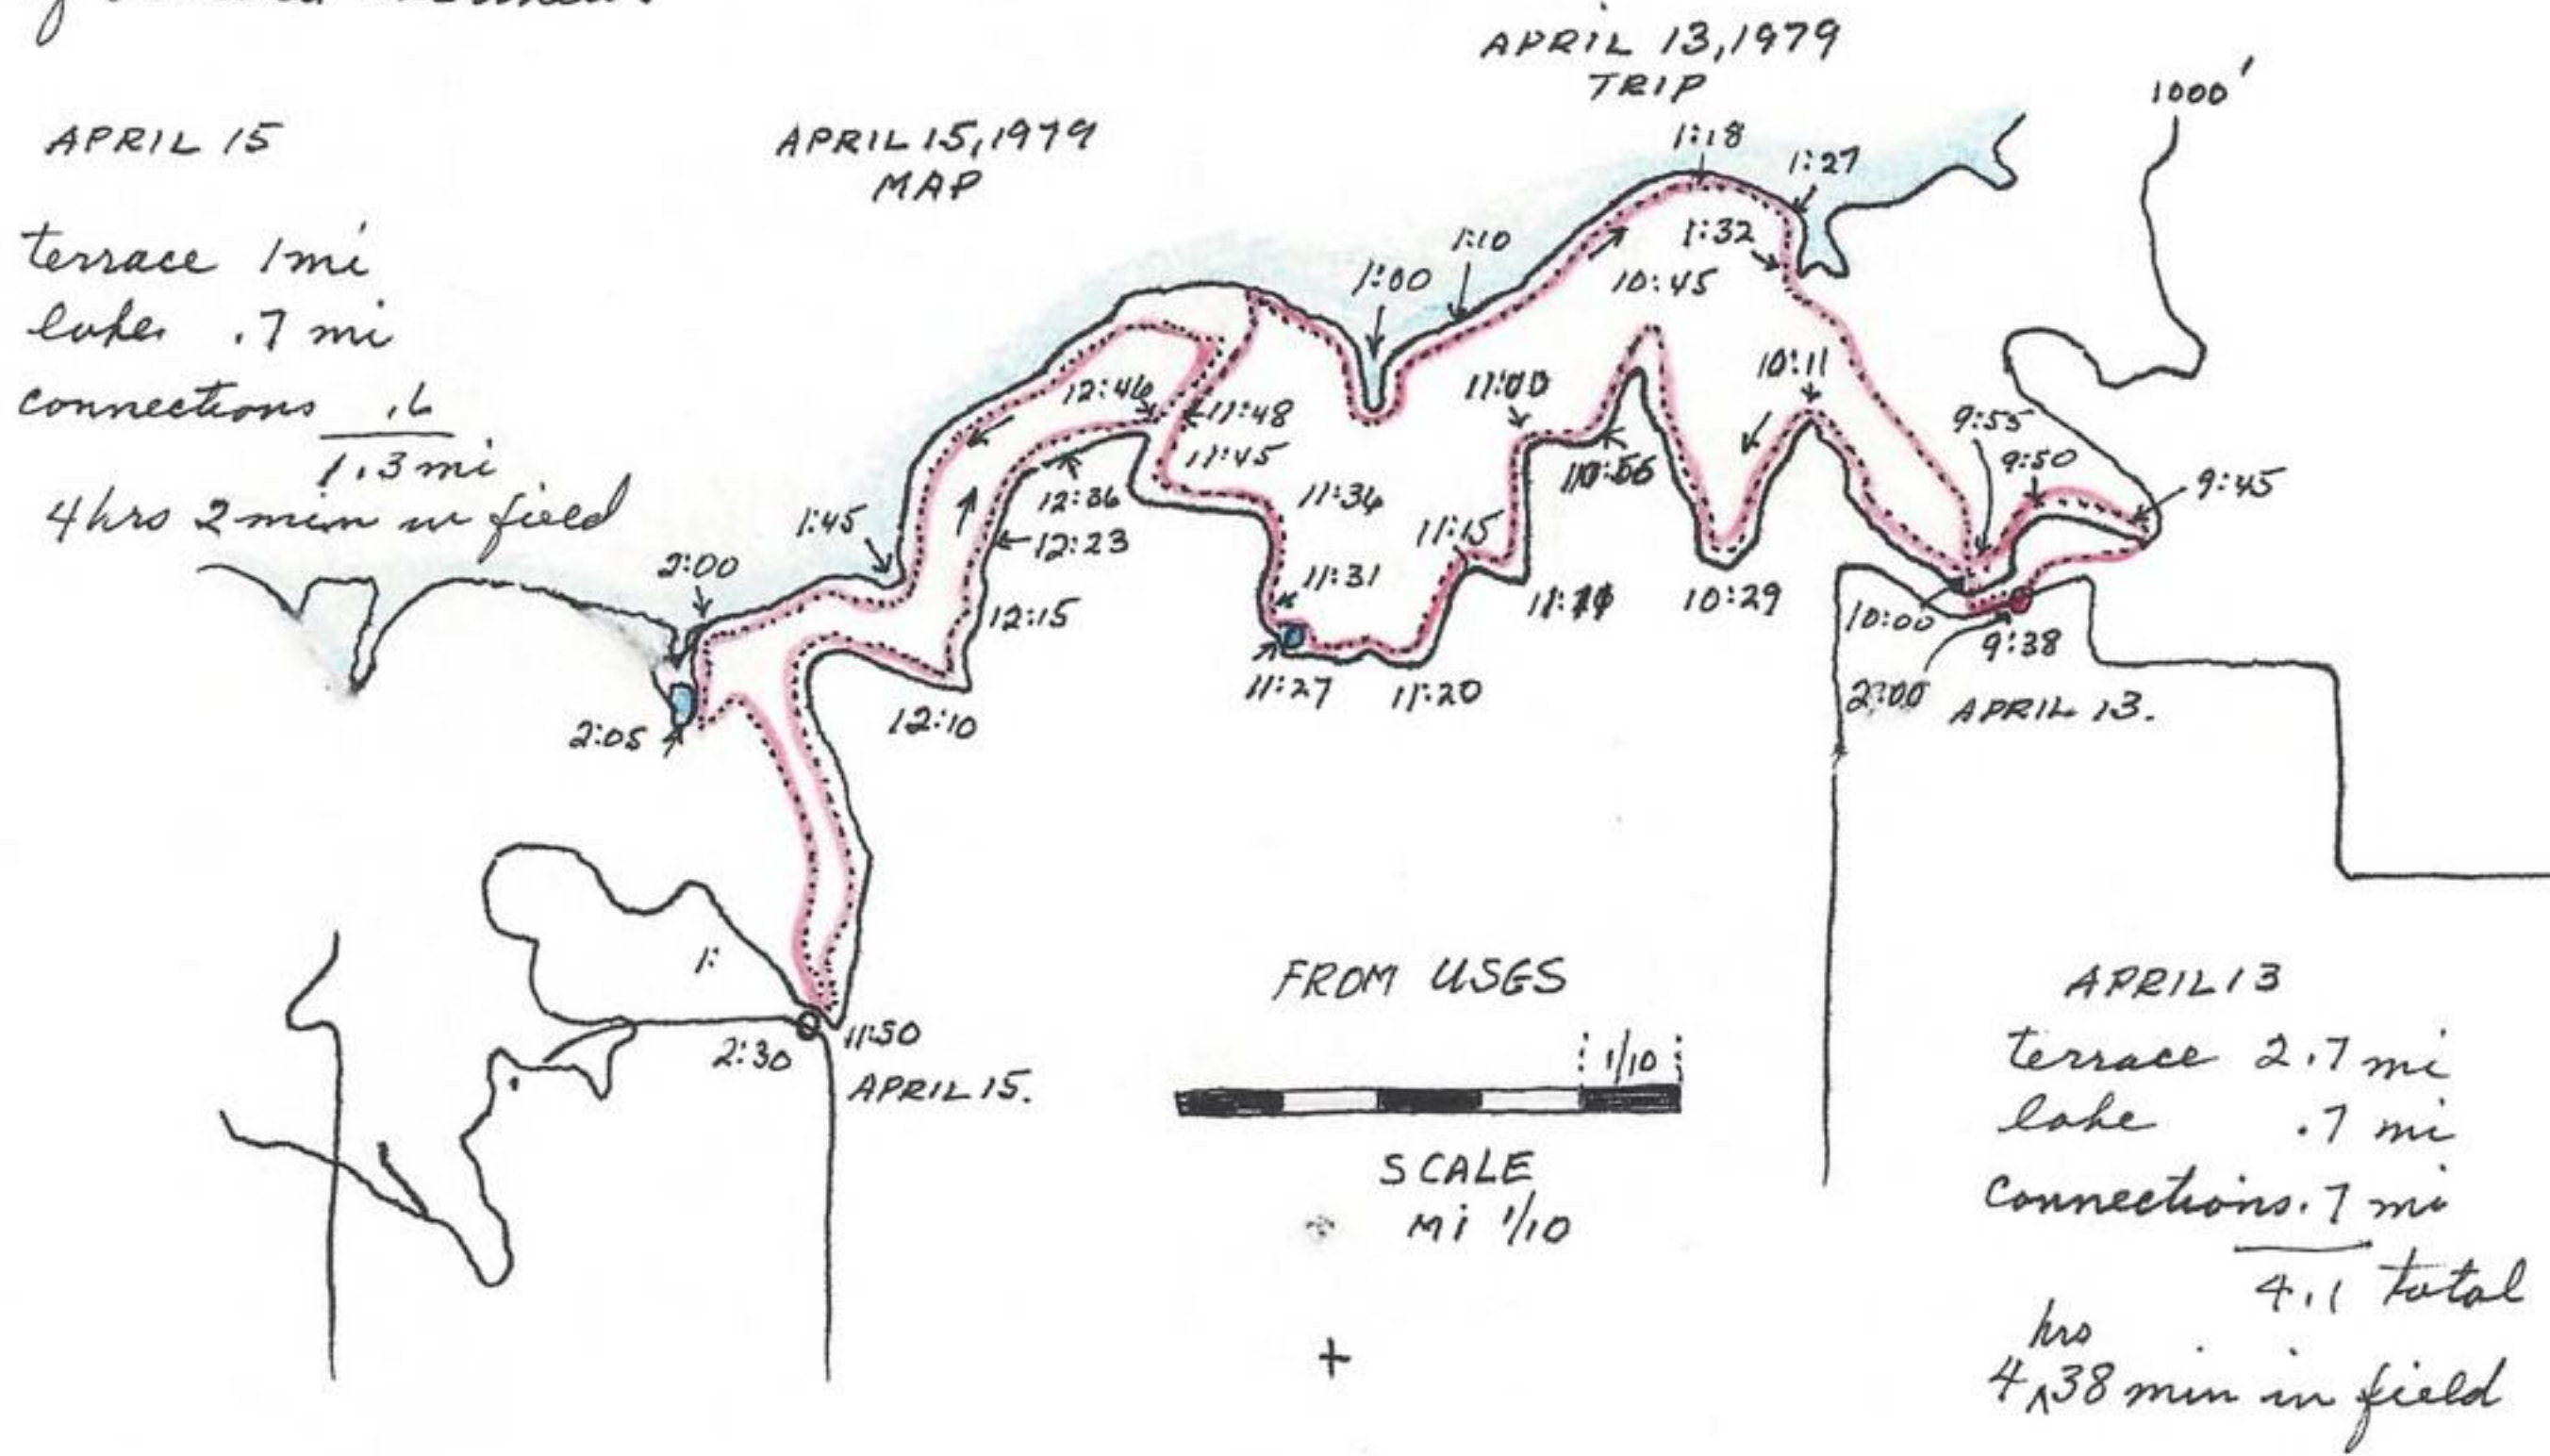 APRIL 13, 1979
TRIP
1000'
APRIL 15
APRIL 15, 1979
MAP
1:18
1:27
terrace 1 mi
lake .7 mi
connections .6
1.3 mi
4 hrs 2 min in field
1:10
1:00
1:32
10:45
12:46
11:48
11:45
11:00
10:11
9:55
9:50
9:45
12:36
11:36
10:56
1:45
12:23
11:15
2:00
12:15
11:31
10:29
10:00
9:38
2:05
12:10
11:27
11:20
2:00
APRIL 13.
1:
2:30
11:50
APRIL 15.
FROM USGS
1/10
SCALE
Mi 1/10
APRIL 13
terrace 2.7 mi
lake .7 mi
connections .7 mi
4.1 total
hrs
4 38 min in field